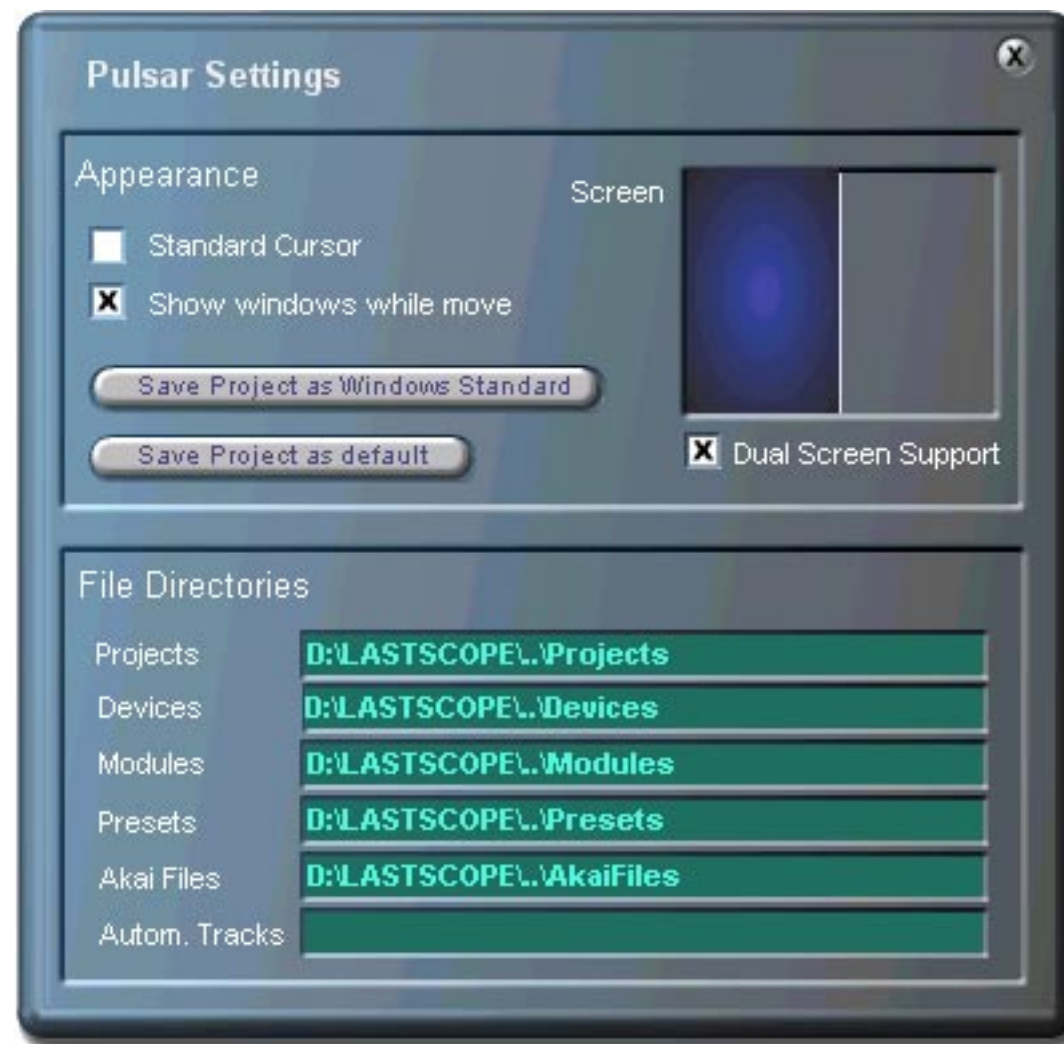 Pulsar Settings
X
Appearance
Screen
Standard Cursor
X Show windows while move
Save Project as Windows Standard
Save Project as default
X Dual Screen Support
File Directories
Projects D:\LASTSCOPE\..\Projects
Devices D:\LASTSCOPE\..\Devices
Modules D:\LASTSCOPE\..\Modules
Presets D:\LASTSCOPE\..\Presets
Akai Files D:\LASTSCOPE\..\AkaiFiles
Autom. Tracks